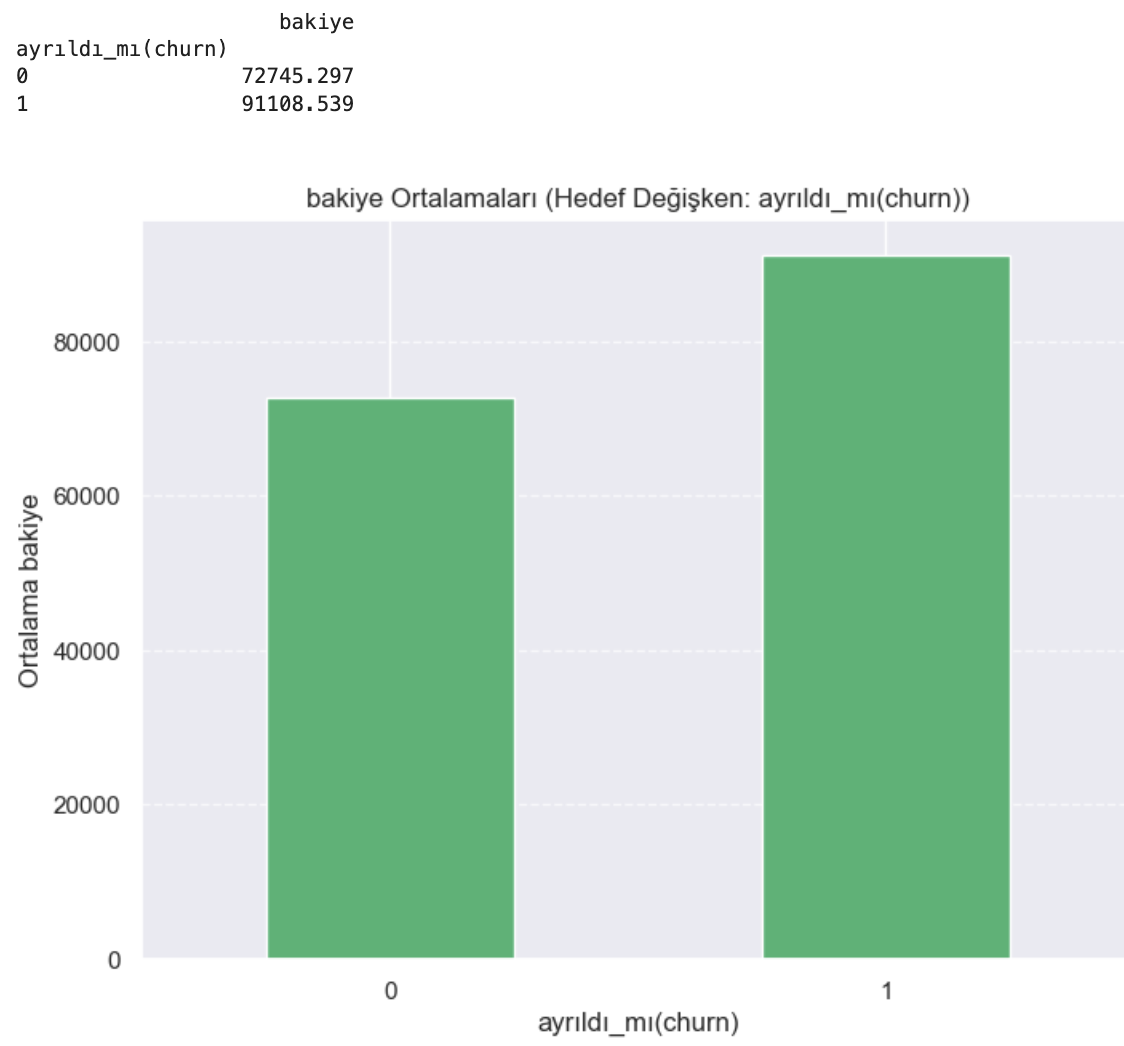 bakiye
ayrıldı_mı(churn)
0 72745.297
1 91108.539
bakiye Ortalamaları (Hedef Değişken: ayrıldı_mı(churn))
80000
60000
40000
20000
0
Ortalama bakiye
0 1
ayrıldı_mı(churn)